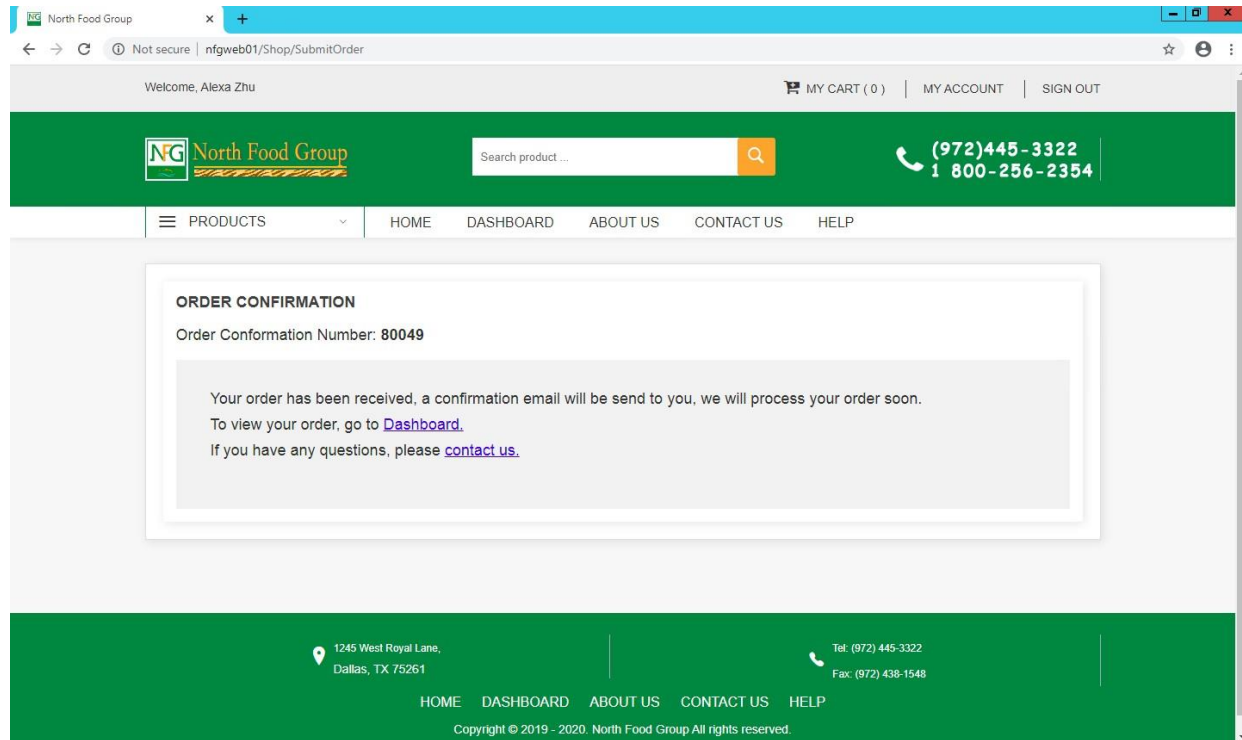 North Food Group
Not secure | nfgweb01/Shop/SubmitOrder
Welcome, Alexa Zhu
MY CART ( 0 ) | MY ACCOUNT | SIGN OUT
NFG North Food Group
Search product ...
(972)445-3322
1 800-256-2354
PRODUCTS HOME DASHBOARD ABOUT US CONTACT US HELP
ORDER CONFIRMATION
Order Conformation Number: 80049
Your order has been received, a confirmation email will be send to you, we will process your order soon.
To view your order, go to Dashboard.
If you have any questions, please contact us.
1245 West Royal Lane,
Dallas, TX 75261
Tel: (972) 445-3322
Fax: (972) 438-1548
HOME DASHBOARD ABOUT US CONTACT US HELP
Copyright © 2019 - 2020. North Food Group All rights reserved.